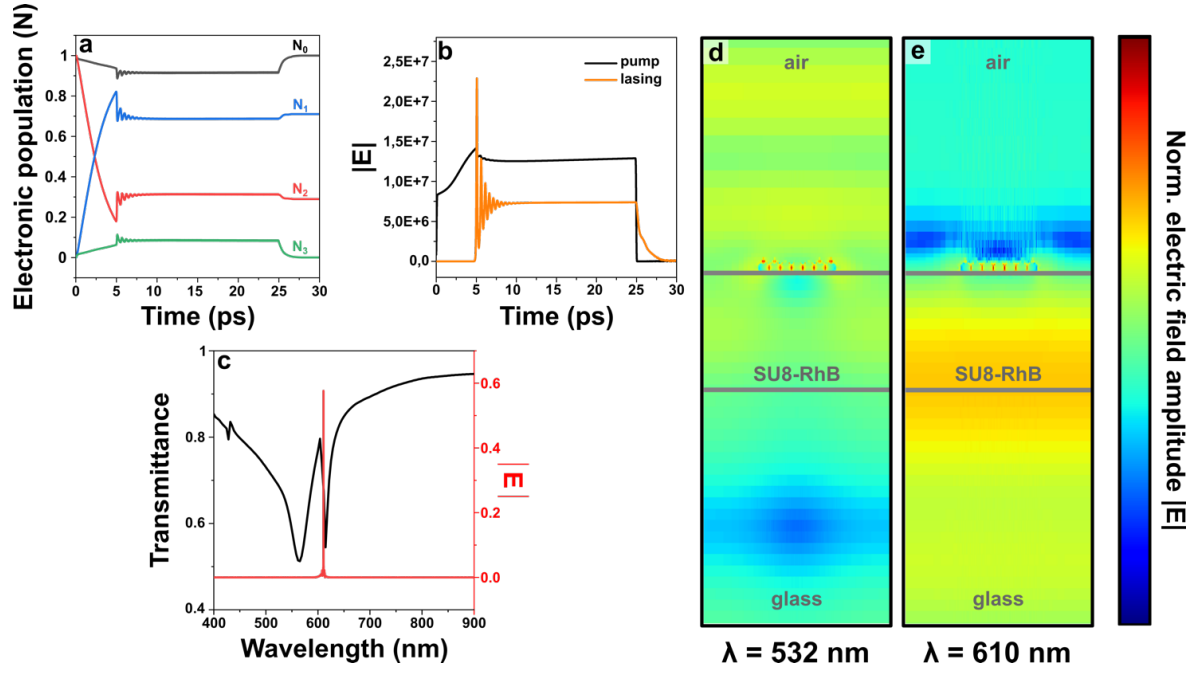 a
Electronic population (N)
1
0.8
0.6
0.4
0.2
0
N0
N1
N2
N3
0 5 10 15 20 25 30
Time (ps)
b
|E|
2,5E+7
2,0E+7
1,5E+7
1,0E+7
5,0E+6
0,0
pump
lasing
0 5 10 15 20 25 30
Time (ps)
c
Transmittance
1
0.8
0.6
0.4
0.6
0.4
0.2
0.0
|E|
400 500 600 700 800 900
Wavelength (nm)
d
air
SU8-RhB
glass
λ = 532 nm
e
air
SU8-RhB
glass
λ = 610 nm
Norm. electric field amplitude |E|